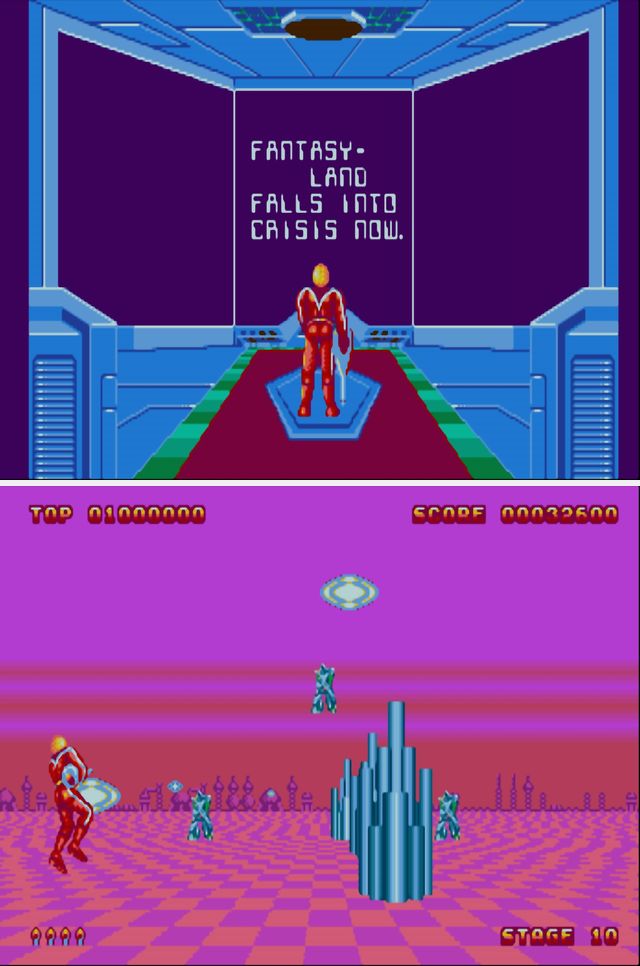 FANTASY-
LAND
FALLS INTO
CRISIS NOW.
TOP 01000000 SCORE 00032600
STAGE 10